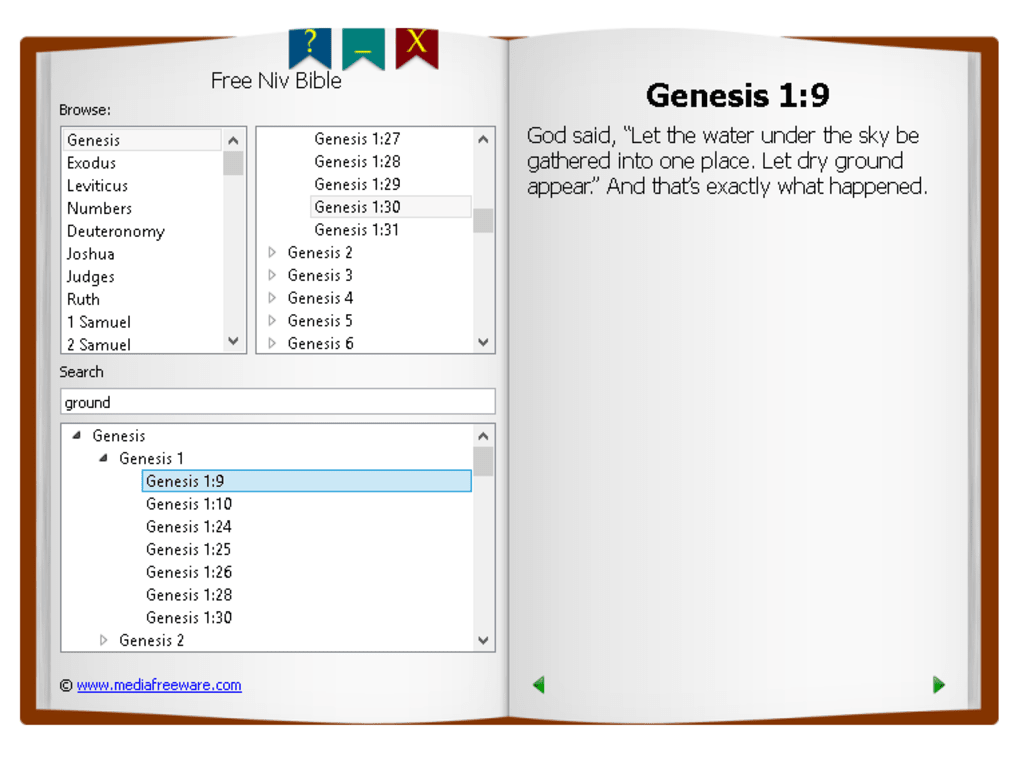 ? _ X
Free Niv Bible
Browse:
Genesis
Exodus
Leviticus
Numbers
Deuteronomy
Joshua
Judges
Ruth
1 Samuel
2 Samuel
Genesis 1:27
Genesis 1:28
Genesis 1:29
Genesis 1:30
Genesis 1:31
Genesis 2
Genesis 3
Genesis 4
Genesis 5
Genesis 6
Search
ground
Genesis
Genesis 1
Genesis 1:9
Genesis 1:10
Genesis 1:24
Genesis 1:25
Genesis 1:26
Genesis 1:28
Genesis 1:30
Genesis 2
© www.mediafreeware.com
Genesis 1:9
God said, “Let the water under the sky be
gathered into one place. Let dry ground
appear.” And that’s exactly what happened.